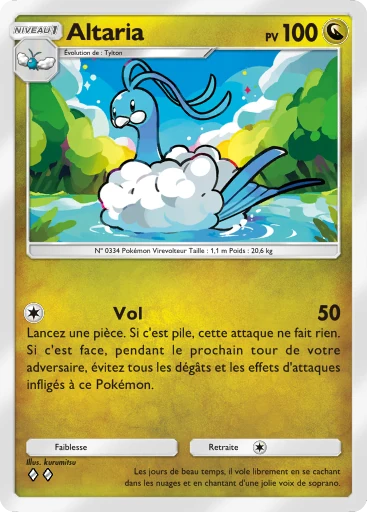 NIVEAU 1 Altaria PV 100
Évolution de : Tylton
N° 0334 Pokémon Virevolteur Taille : 1,1 m Poids : 20,6 kg
Vol 50
Lancez une pièce. Si c'est pile, cette attaque ne fait rien.
Si c'est face, pendant le prochain tour de votre
adversaire, évitez tous les dégâts et les effets d'attaques
infligés à ce Pokémon.
Faiblesse Retraite
Illus. kurumitsu
Les jours de beau temps, il vole librement en se cachant
dans les nuages et en chantant d'une jolie voix de soprano.